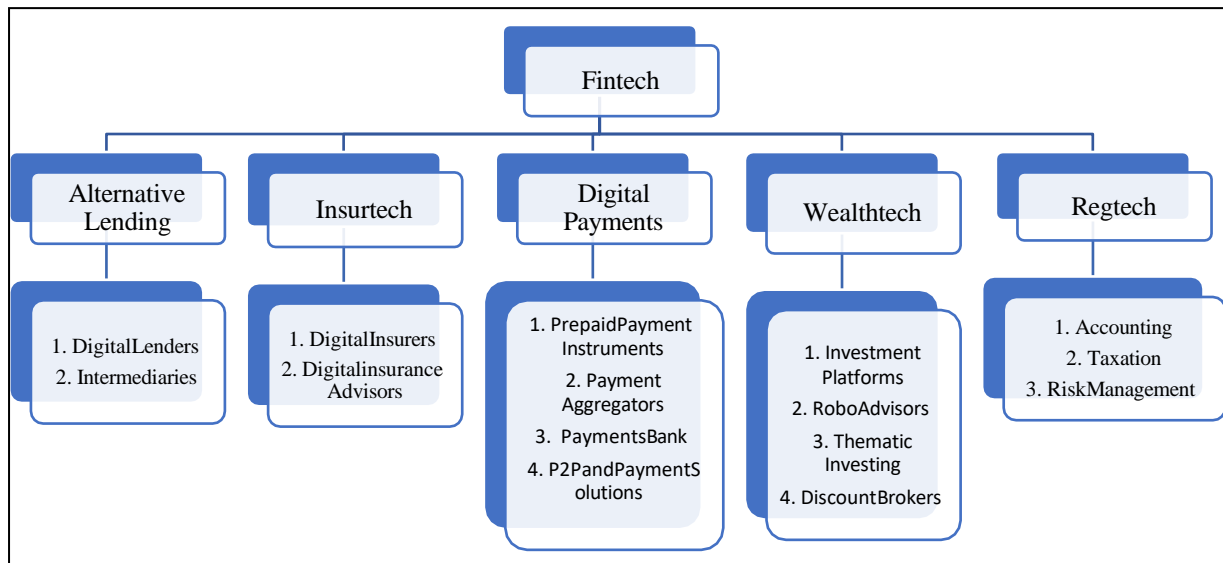 Fintech
Alternative
Lending
Insurtech
Digital
Payments
Wealthtech
Regtech
1. DigitalLenders
2. Intermediaries
1. DigitalInsurers
2. Digitalinsurance
Advisors
1. PrepaidPayment
Instruments
2. Payment
Aggregators
3. PaymentsBank
4. P2PandPaymentS
olutions
1. Investment
Platforms
2. RoboAdvisors
3. Thematic
Investing
4. DiscountBrokers
1. Accounting
2. Taxation
3. RiskManagement